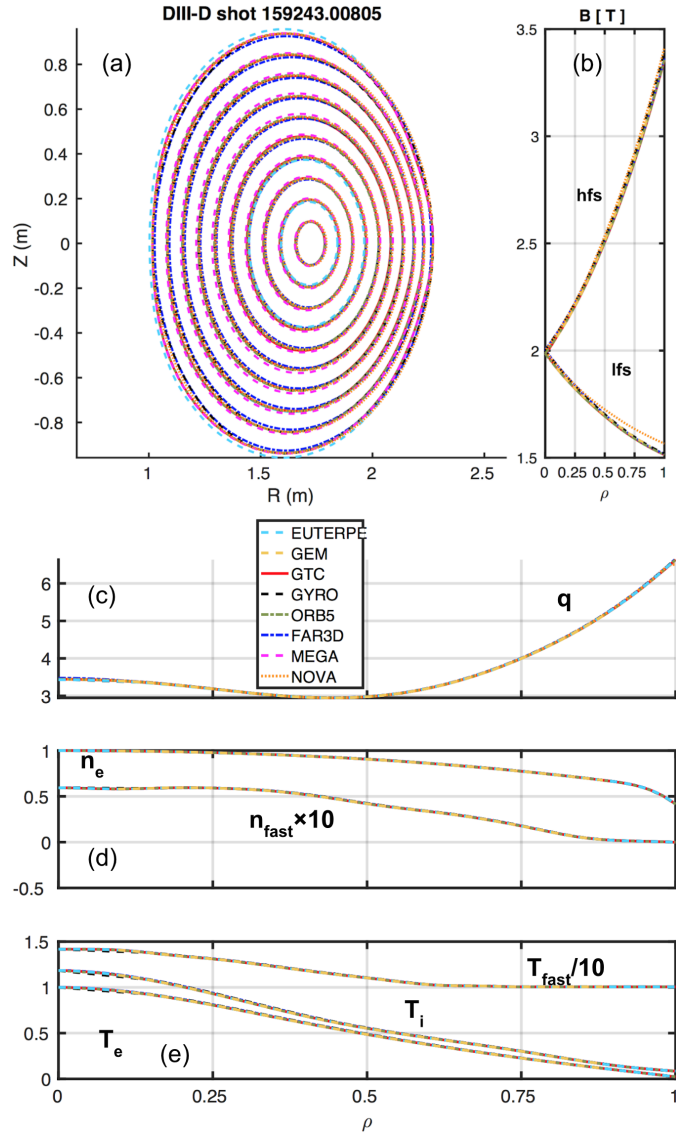 DIII-D shot 159243.00805
(a)
Z (m)
0.8
0.6
0.4
0.2
0
-0.2
-0.4
-0.6
-0.8
1
1.5
2
2.5
R (m)
B [ T ]
(b)
3.5
3
2.5
2
1.5
hfs
lfs
0
0.25
0.5
0.75
1
ρ
EUTERPE
GEM
GTC
GYRO
ORB5
FAR3D
MEGA
NOVA
(c)
q
6
5
4
3
1
0.5
0
-0.5
n_e
n_fast×10
(d)
1.5
1
0.5
0
T_fast/10
T_i
T_e
(e)
0
0.25
0.5
0.75
1
ρ